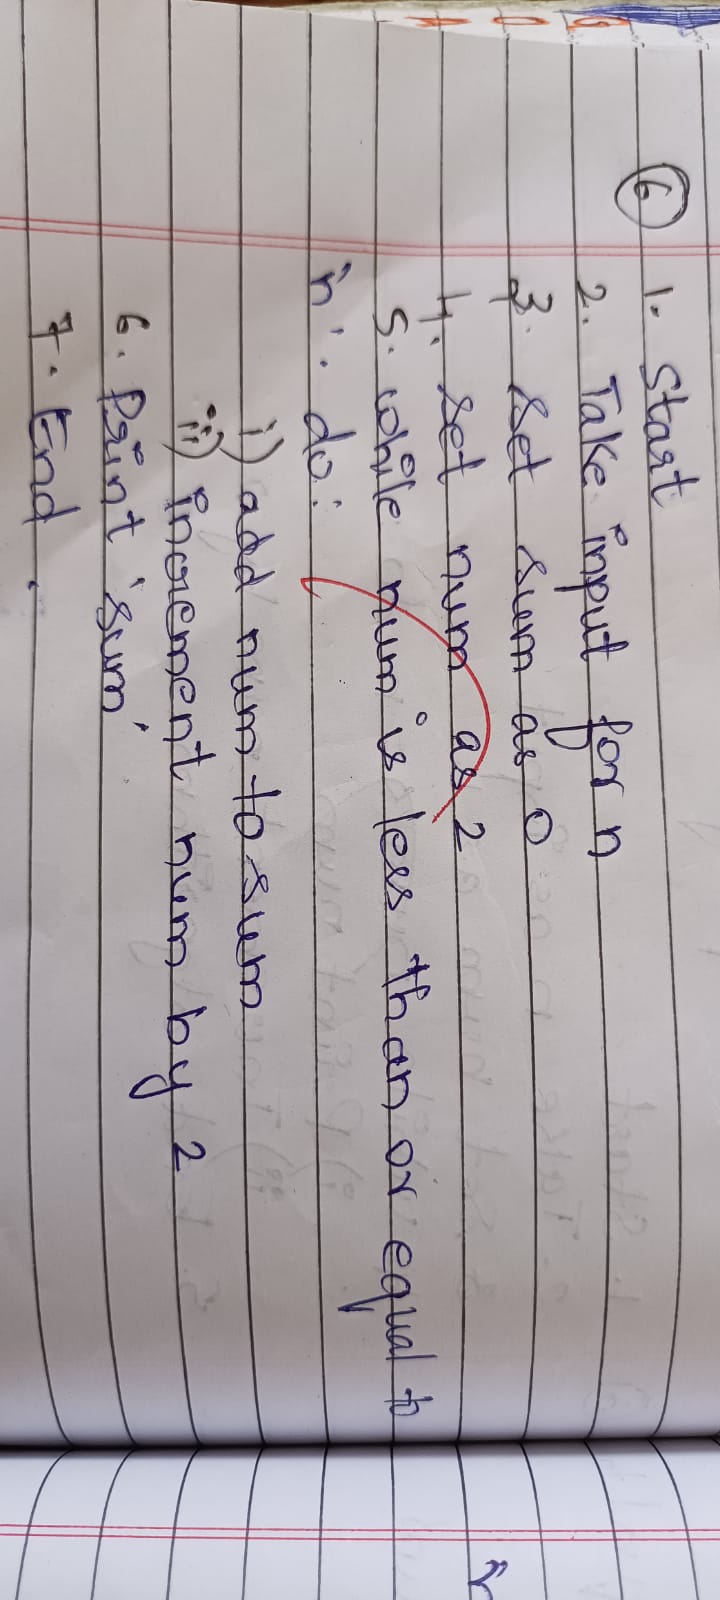 6 1. Start
2. Take input for n
3. Set sum as 0
4. Set num as 2
5. while num is less than or equal to
'n'. do:
i) add num to sum
ii) increment num by 2
6. Print 'sum'
7. End.